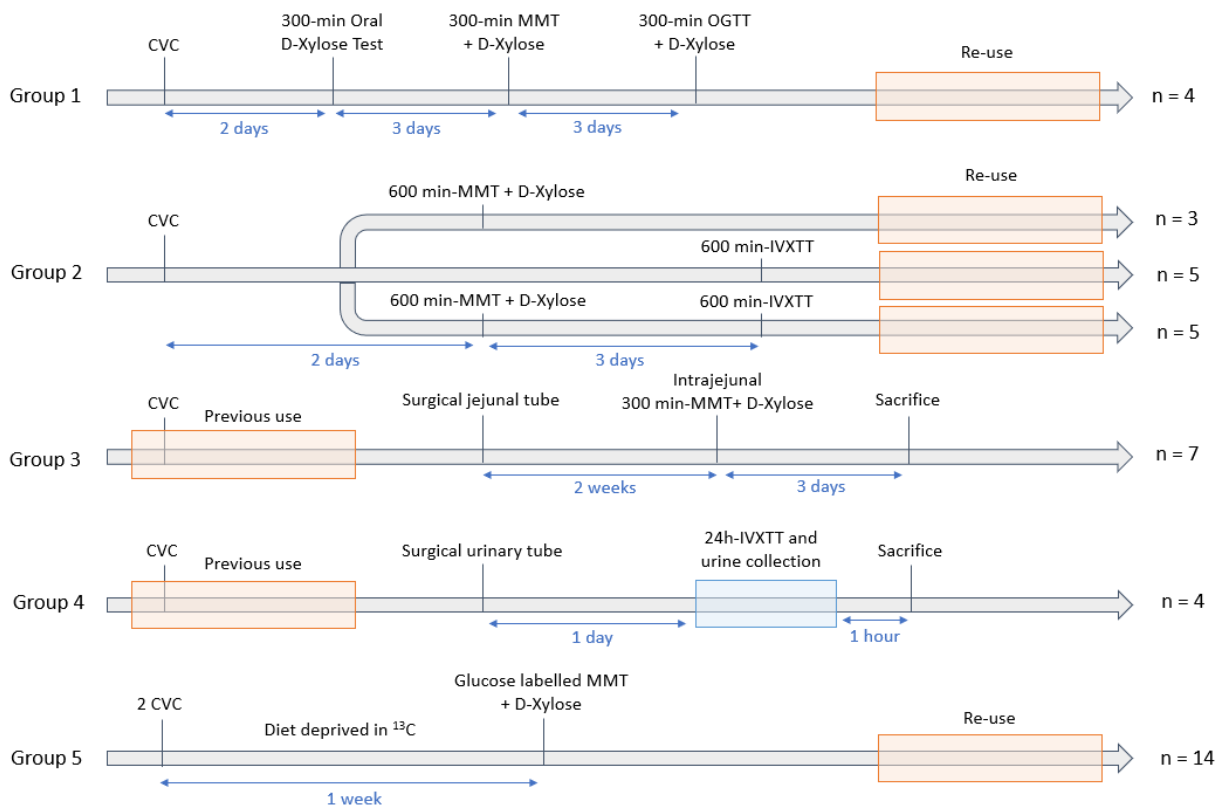 300-min Oral
D-Xylose Test
300-min MMT
+ D-Xylose
300-min OGTT
+ D-Xylose
CVC
Re-use
Group 1
n = 4
2 days
3 days
3 days
Re-use
600 min-MMT + D-Xylose
CVC
n = 3
600 min-IVXTT
Group 2
n = 5
600 min-MMT + D-Xylose
600 min-IVXTT
n = 5
2 days
3 days
Intrajejunal
300 min-MMT+ D-Xylose
CVC
Previous use
Surgical jejunal tube
Sacrifice
Group 3
n = 7
2 weeks
3 days
24h-IVXTT and
urine collection
CVC
Previous use
Surgical urinary tube
Sacrifice
Group 4
n = 4
1 day
1 hour
Glucose labelled MMT
+ D-Xylose
2 CVC
Diet deprived in ¹³C
Re-use
Group 5
n = 14
1 week